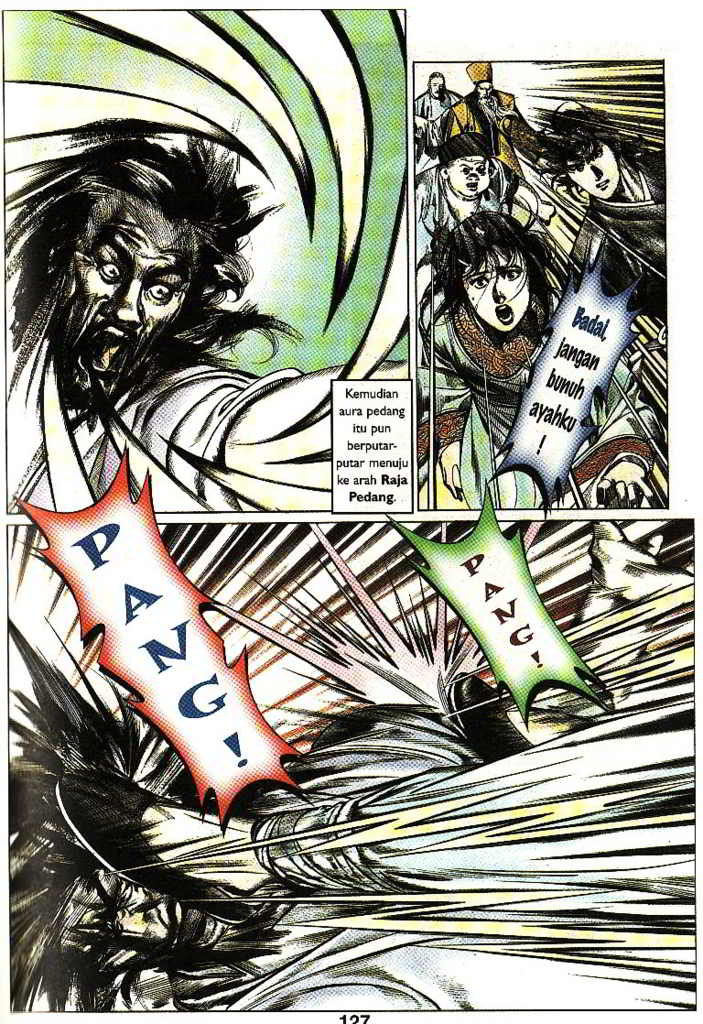 Kemudian
aura pedang
itu pun
berputar-
putar menuju
ke arah Raja
Pedang.
Badai,
jangan
bunuh
ayahku
!
PANG!
PANG!
127